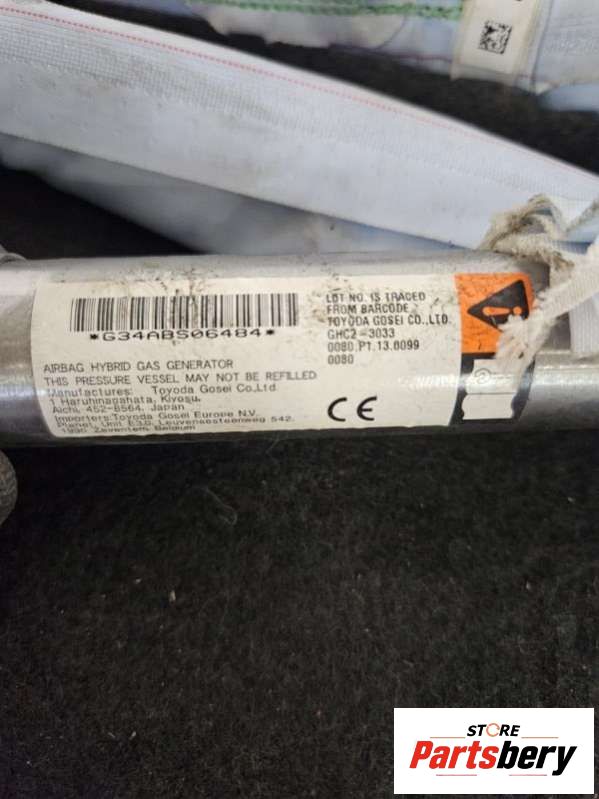 *G34ABS06484*
AIRBAG HYBRID GAS GENERATOR
THIS PRESSURE VESSEL MAY NOT BE REFILLED
Manufactures: Toyoda Gosei Co.,Ltd.
1 Haruhinagahata, Kiyosu,
Aichi, 452-8564, Japan
Importers:Toyoda Gosei Europe N.V.
Planet, Unit E3.0, Leuvensesteenweg 542,
1930 Zaventem Belgium
LOT NO. IS TRACED
FROM BARCODE
TOYODA GOSEI CO.,LTD.
GHC2-3033
0080.P1.13.0099
0080
CE
STORE
Partsbery